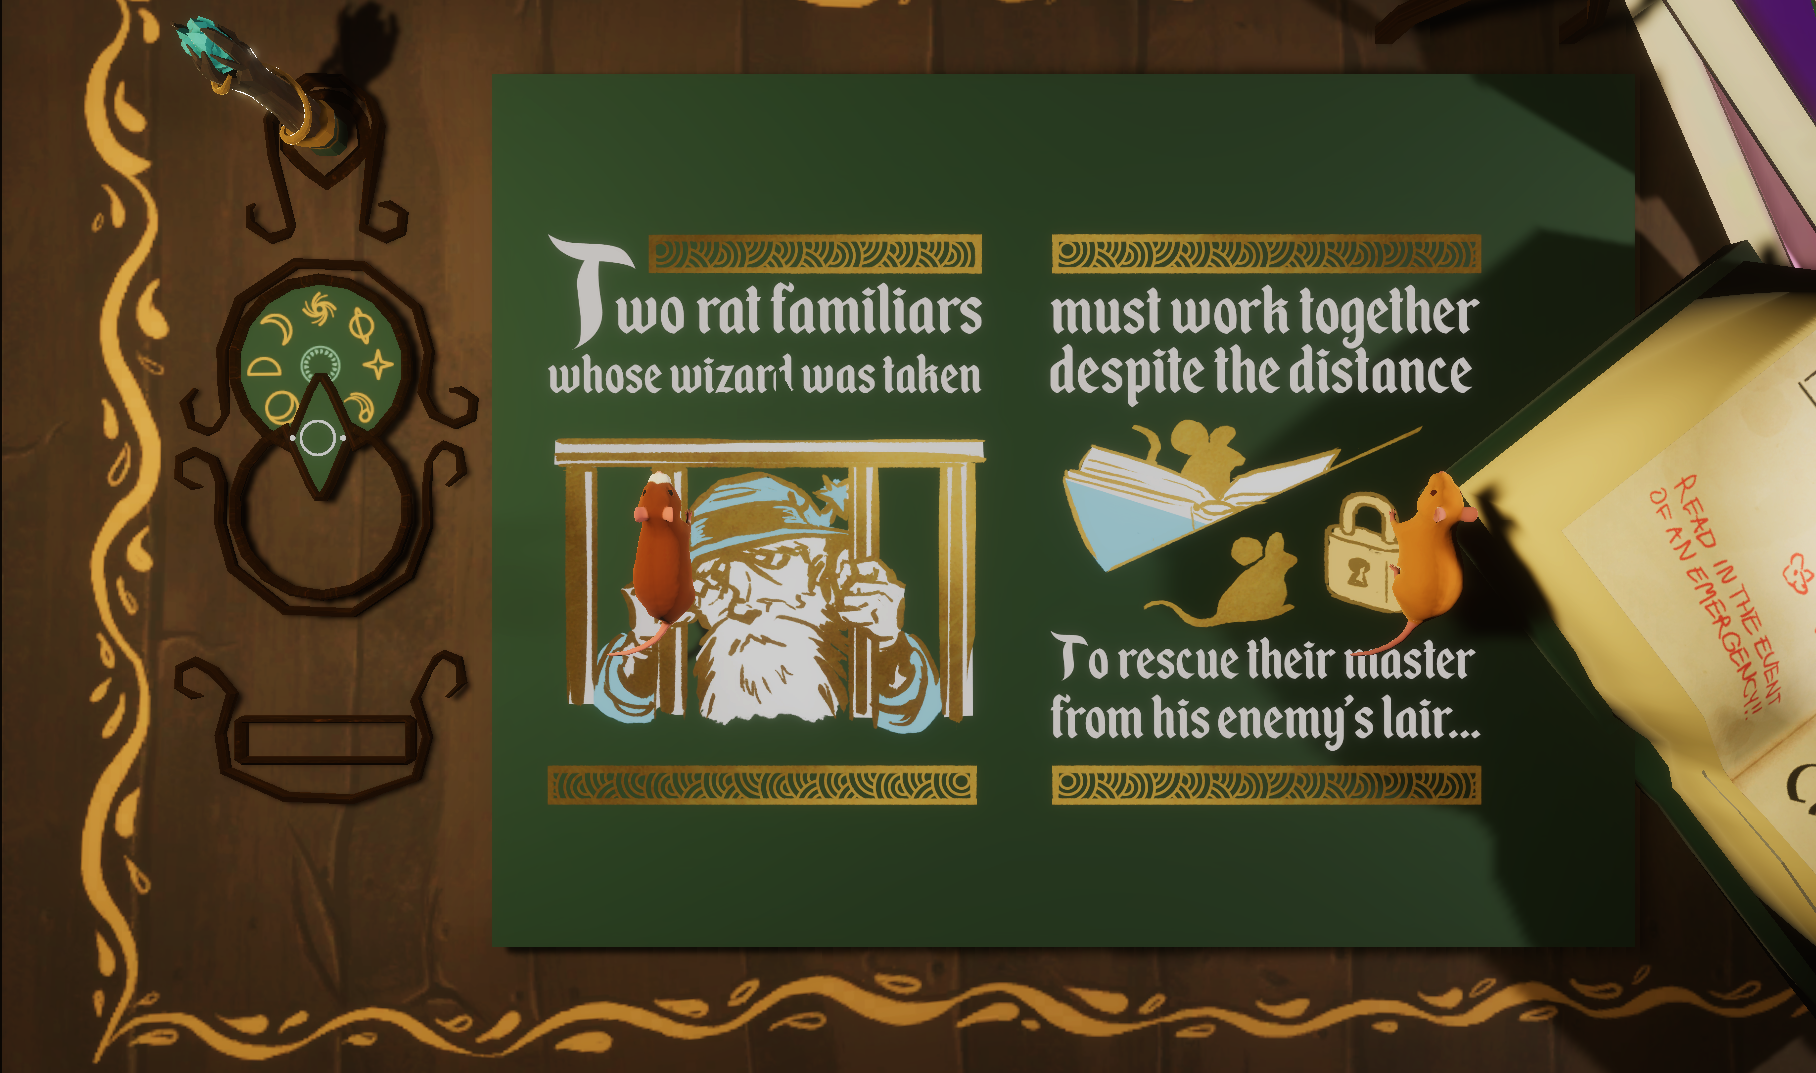 Two rat familiars
whose wizard was taken
must work together
despite the distance
To rescue their master
from his enemy's lair...
READ IN THE EVENT
OF AN EMERGENCY!!